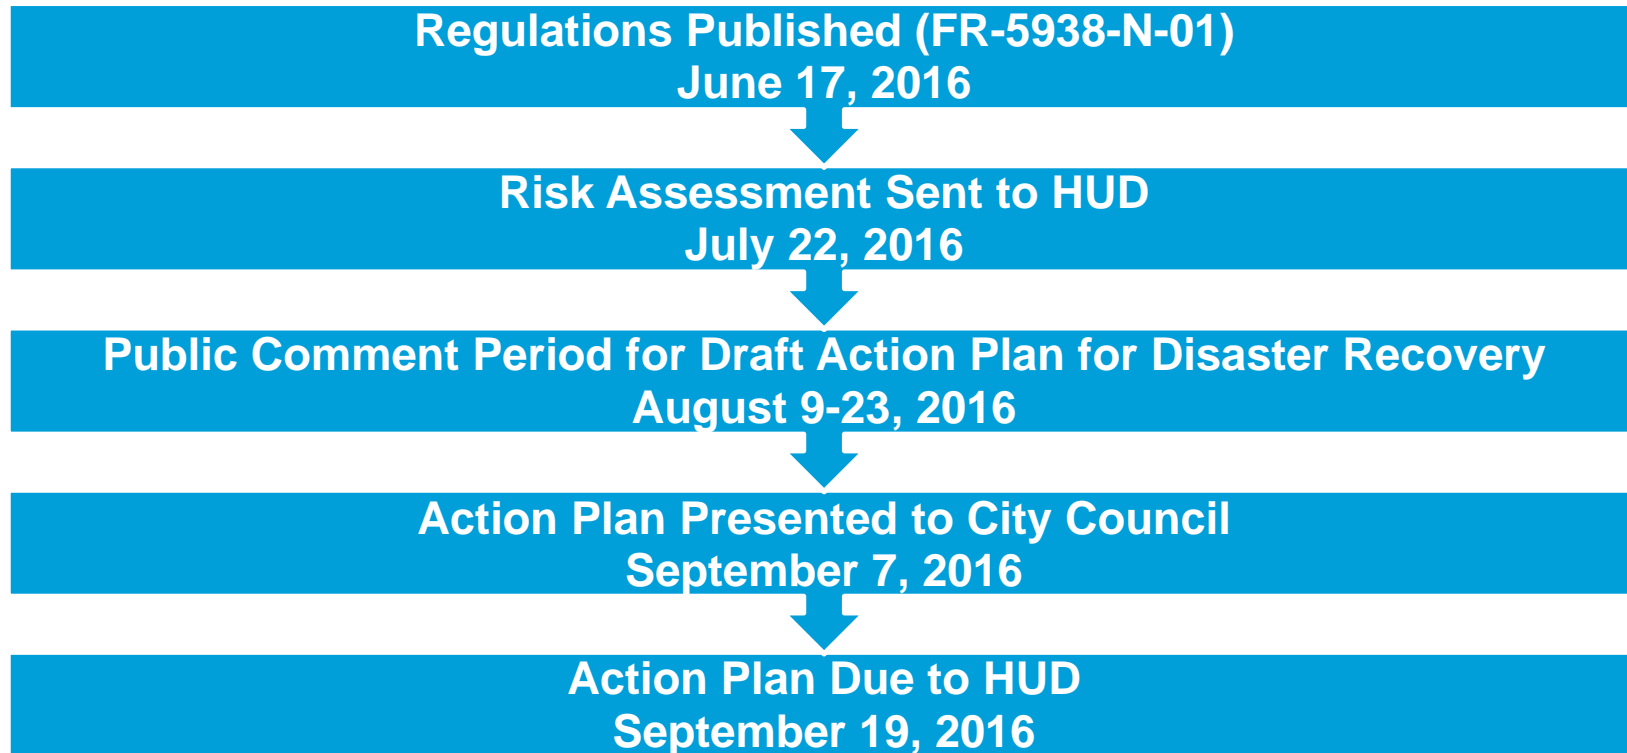 Regulations Published (FR-5938-N-01)
June 17, 2016
Risk Assessment Sent to HUD
July 22, 2016
Public Comment Period for Draft Action Plan for Disaster Recovery
August 9-23, 2016
Action Plan Presented to City Council
September 7, 2016
Action Plan Due to HUD
September 19, 2016